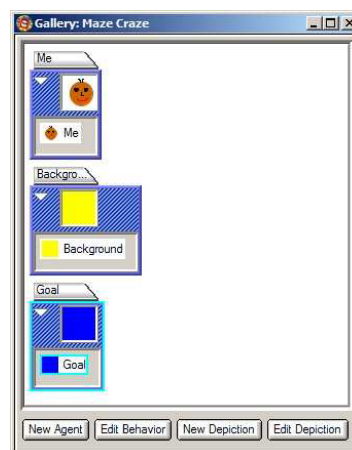 Gallery: Maze Craze
Me
Me
Backgro...
Background
Goal
Goal
New Agent Edit Behavior New Depiction Edit Depiction